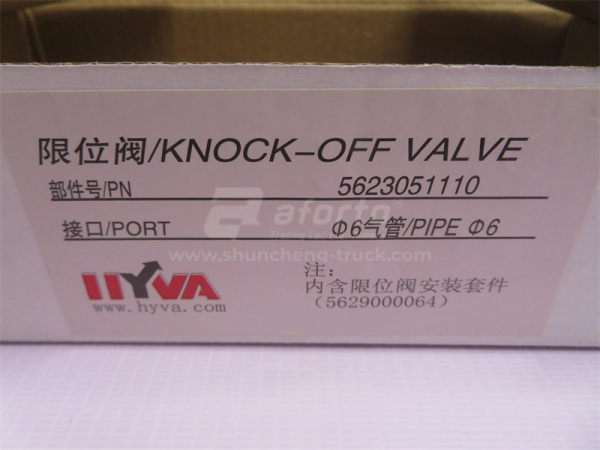 限位阀/KNOCK-OFF VALVE
部件号/PN 5623051110
aforto
接口/PORT Φ6气管/PIPE Φ6
www.shuncheng-truck.com
HYVA
www.hyva.com
注:
内含限位阀安装套件
(5629000064)